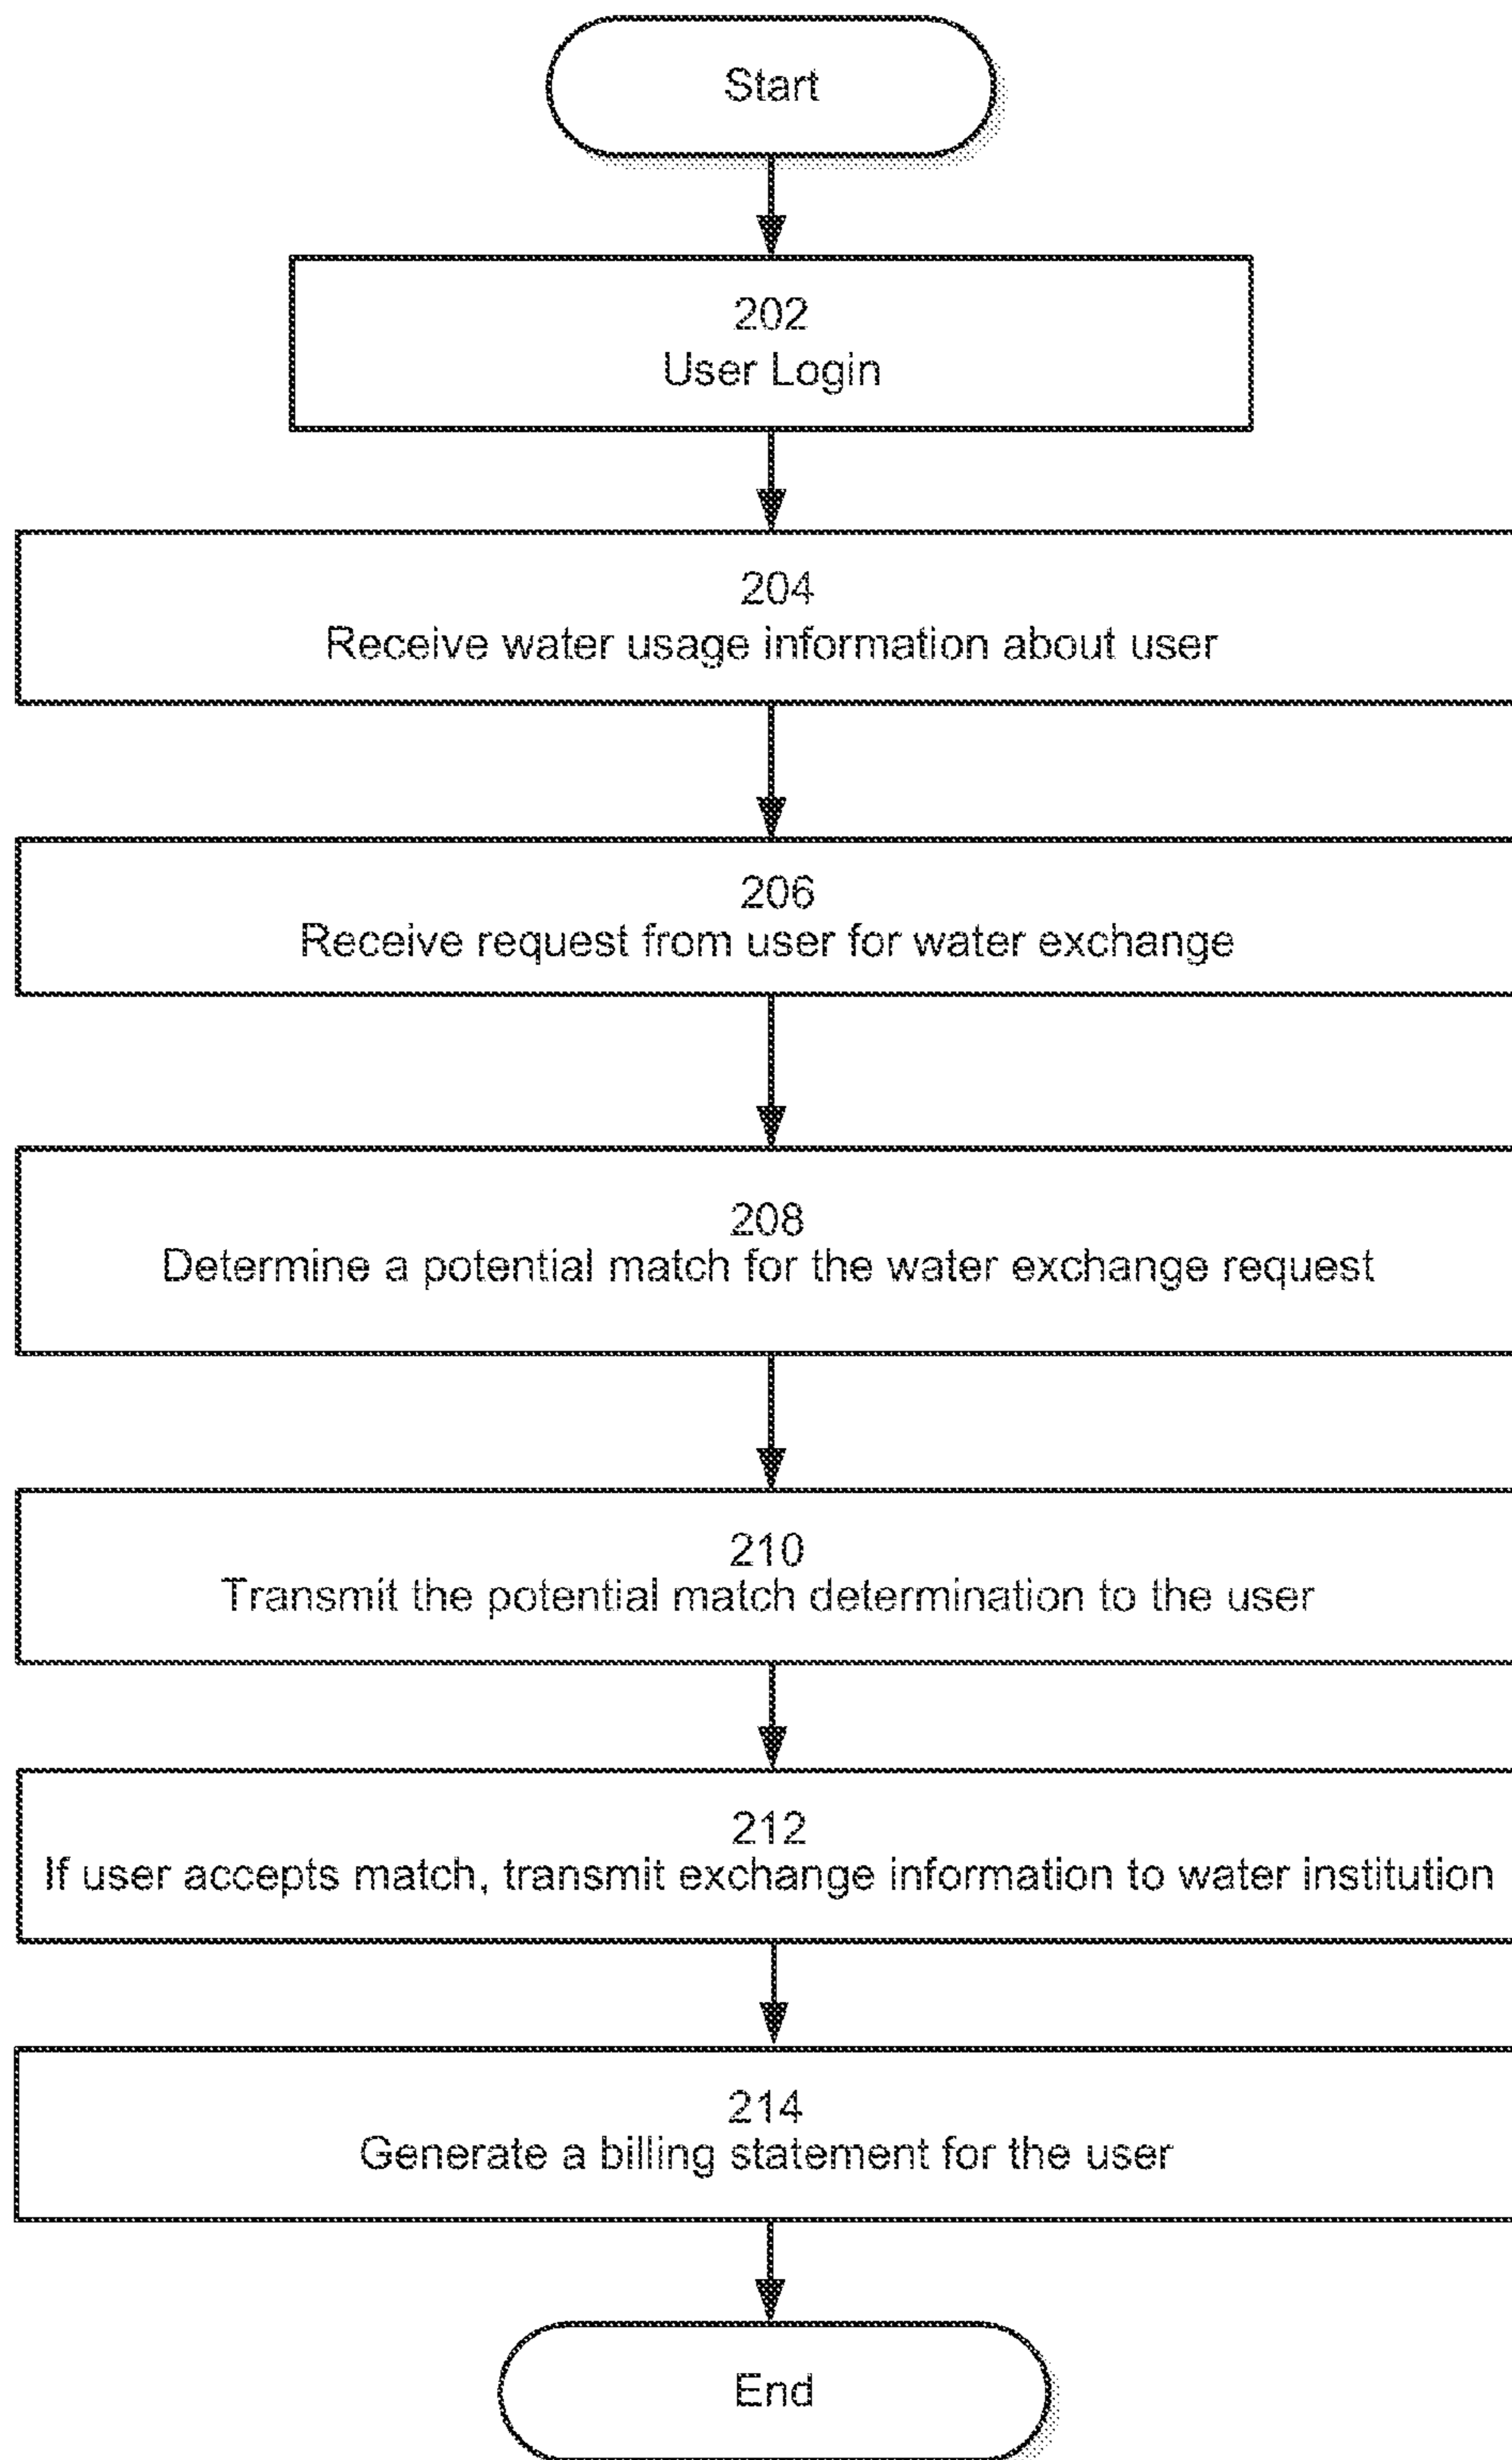 Start
202
User Login
204
Receive water usage information about user
206
Receive request from user for water exchange
208
Determine a potential match for the water exchange request
210
Transmit the potential match determination to the user
212
If user accepts match, transmit exchange information to water institution
214
Generate a billing statement for the user
End